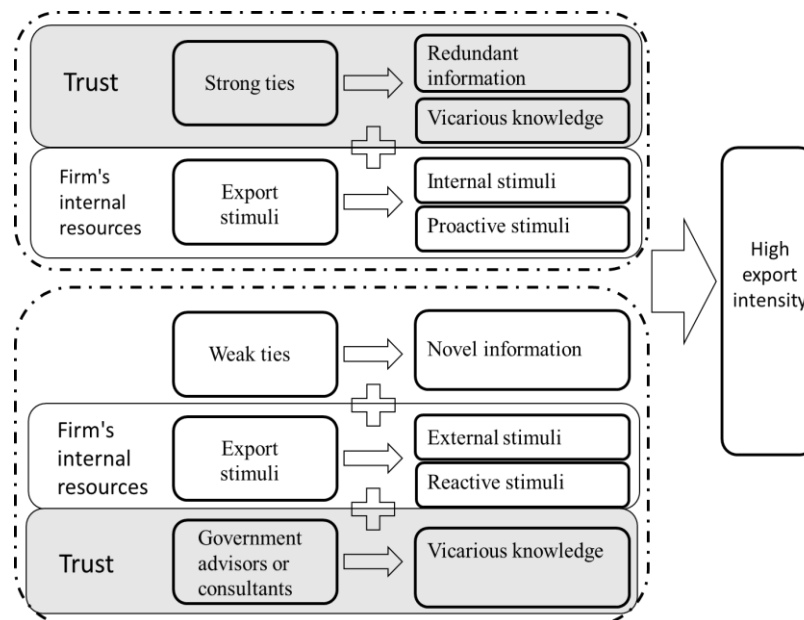 Trust
Strong ties
Redundant
information
Vicarious knowledge
Firm's
internal
resources
Export
stimuli
Internal stimuli
Proactive stimuli
High
export
intensity
Weak ties
Novel information
Firm's
internal
resources
Export
stimuli
External stimuli
Reactive stimuli
Trust
Government
advisors or
consultants
Vicarious knowledge